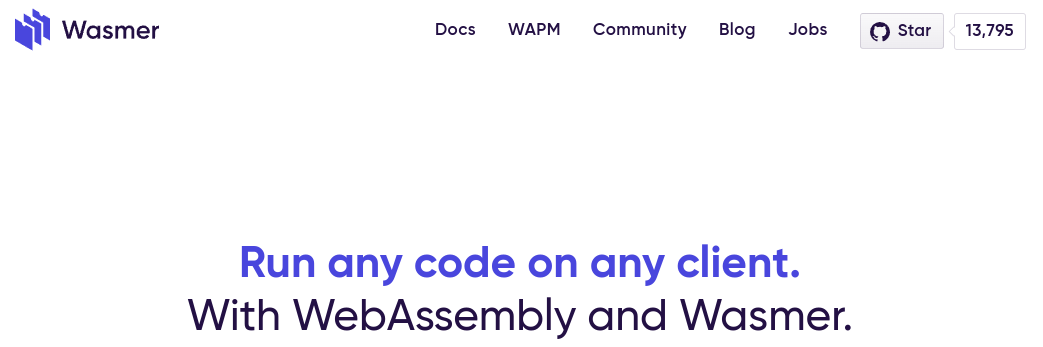 Wasmer Docs WAPM Community Blog Jobs Star 13,795
Run any code on any client.
With WebAssembly and Wasmer.